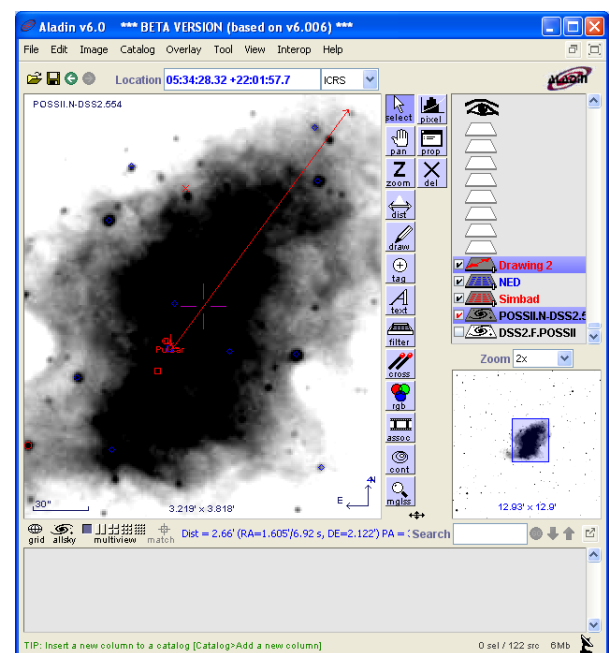 Aladin v6.0 *** BETA VERSION (based on v6.006) ***
File Edit Image Catalog Overlay Tool View Interop Help
Location 05:34:28.32 +22:01:57.7 ICRS
Aladin
POSSII.N-DSS2.554
select pixel
pan prop
Z
zoom del
dist
draw
tag
text
filter
cross
rgb
assoc
cont
mglss
Drawing 2
NED
Simbad
POSSII.N-DSS2.5
DSS2.F.POSSII
Zoom 2x
Pulsar
30"
3.219' x 3.818'
N
E
12.93' x 12.9'
grid allsky multiview match
Dist = 2.66' (RA=1.605'/6.92 s, DE=2.122') PA = :
Search
TIP: Insert a new column to a catalog [Catalog>Add a new column]
0 sel / 122 src 6Mb